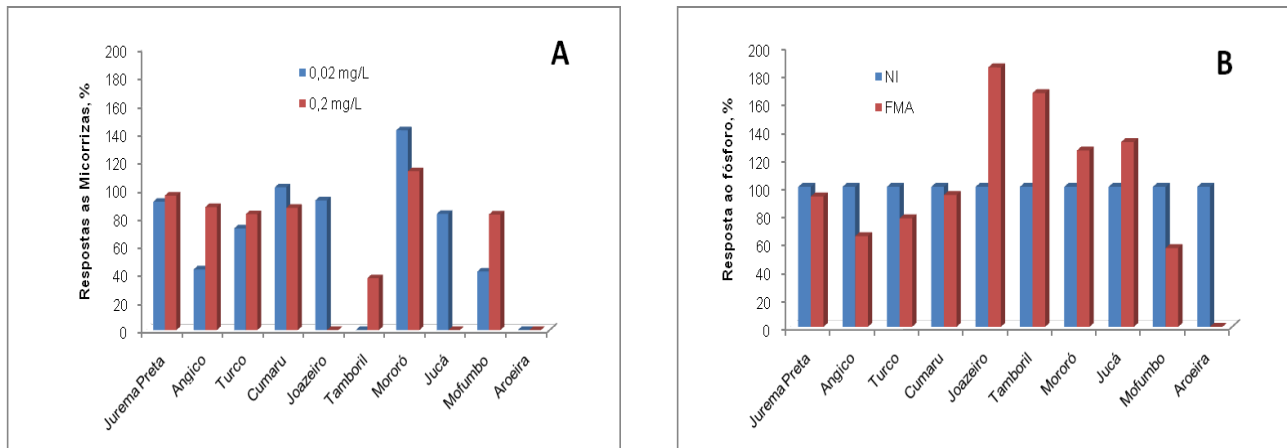 A
Respostas as Micorrizas, %
200
180
160
140
120
100
80
60
40
20
0
0,02 mg/L
0,2 mg/L
Jurema Preta
Angico
Turco
Cumaru
Joazeiro
Tamboril
Mororó
Jucá
Mofumbo
Aroeira
B
Resposta ao fósforo, %
200
180
160
140
120
100
80
60
40
20
0
NI
FMA
Jurema Preta
Angico
Turco
Cumaru
Joazeiro
Tamboril
Mororó
Jucá
Mofumbo
Aroeira